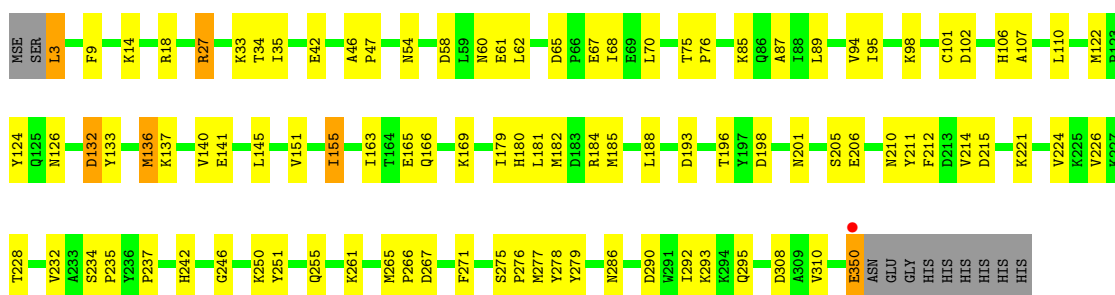 MSE SER L3 F9 K14 R18 R27 K33 T34 I35 E42 A46 P47 N54 D58 L59 N60 E61 L62 D65 P66 E67 I68 E69 L70 T75 P76 K85 Q86 A87 I88 L89 V94 I95 K98 C101 D102 H106 A107 L110 M122 P123
Y124 Q125 N126 D132 Y133 M136 K137 V140 E141 L145 V151 I155 I163 T164 E165 Q166 K169 I179 H180 L181 M182 D183 R184 M185 L188 D193 T196 Y197 D198 N201 S205 E206 N210 Y211 F212 D213 V214 D215 K221 V224 K225 V226 K227
T228 V232 A233 S234 P235 Y236 P237 H242 G246 K250 Y251 Q255 K261 M265 P266 D267 F271 S275 P276 M277 Y278 Y279 N286 D290 W291 I292 K293 K294 Q295 D308 A309 V310 E350 ASN GLU GLY HIS HIS HIS HIS HIS HIS